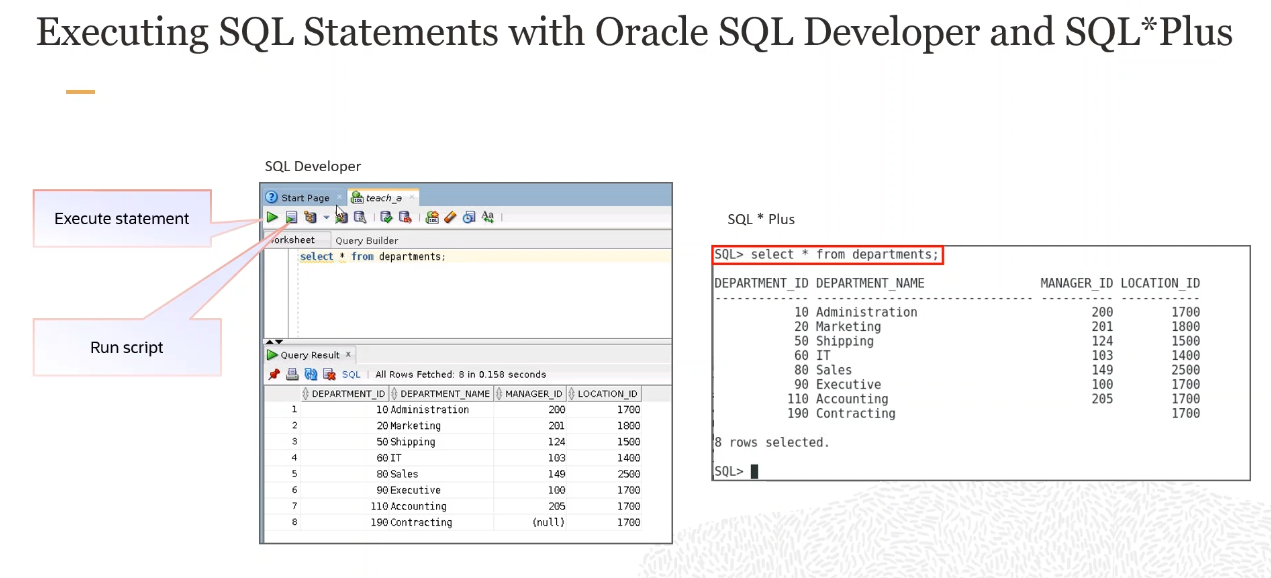 Executing SQL Statements with Oracle SQL Developer and SQL*Plus
SQL Developer
Execute statement
Run script
Start Page
teach_a
orksheet
Query Builder
select * from departments;
Query Result
SQL | All Rows Fetched: 8 in 0.158 seconds
DEPARTMENT_ID DEPARTMENT_NAME MANAGER_ID LOCATION_ID
1 10 Administration 200 1700
2 20 Marketing 201 1800
3 50 Shipping 124 1500
4 60 IT 103 1400
5 80 Sales 149 2500
6 90 Executive 100 1700
7 110 Accounting 205 1700
8 190 Contracting (null) 1700
SQL * Plus
SQL> select * from departments;
DEPARTMENT_ID DEPARTMENT_NAME MANAGER_ID LOCATION_ID
------------- ------------------------------ ---------- -----------
10 Administration 200 1700
20 Marketing 201 1800
50 Shipping 124 1500
60 IT 103 1400
80 Sales 149 2500
90 Executive 100 1700
110 Accounting 205 1700
190 Contracting 1700
8 rows selected.
SQL>